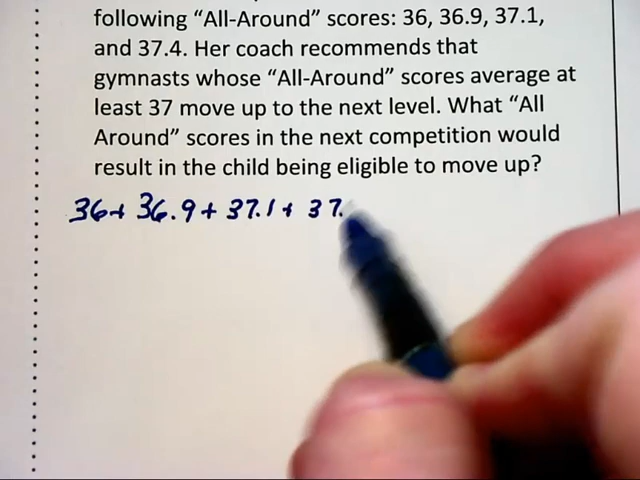 following “All-Around” scores: 36, 36.9, 37.1,
and 37.4. Her coach recommends that
gymnasts whose “All-Around” scores average at
least 37 move up to the next level. What “All
Around” scores in the next competition would
result in the child being eligible to move up?
36+ 36.9 + 37.1 + 37.